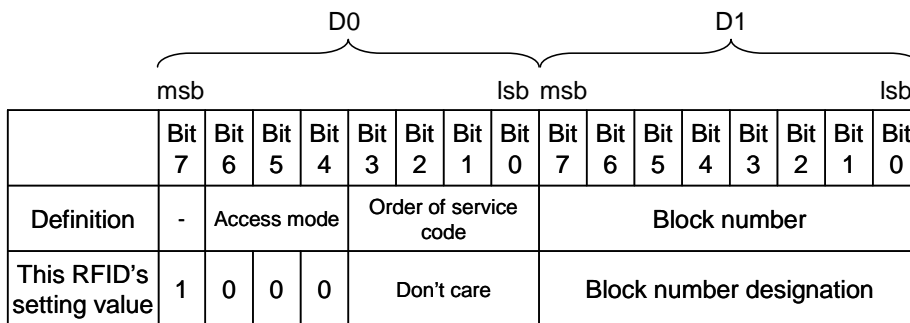 D0 D1
msb lsb msb lsb
Bit 7 Bit 6 Bit 5 Bit 4 Bit 3 Bit 2 Bit 1 Bit 0 Bit 7 Bit 6 Bit 5 Bit 4 Bit 3 Bit 2 Bit 1 Bit 0
Definition - Access mode Order of service code Block number
This RFID's setting value 1 0 0 0 Don't care Block number designation